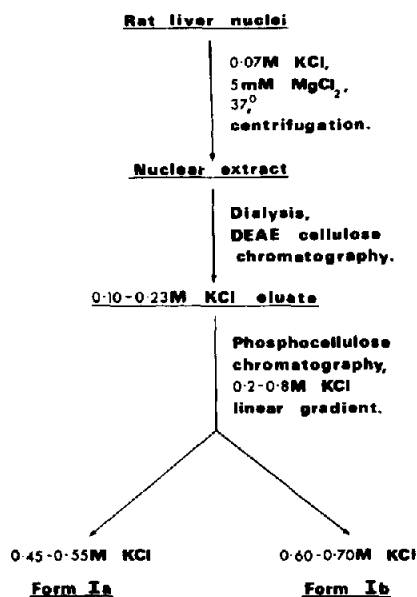 Rat liver nuclei
0·07M KCl,
5mM MgCl₂,
37°
centrifugation.
Nuclear extract
Dialysis,
DEAE cellulose
chromatography.
0·10-0·23M KCl eluate
Phosphocellulose
chromatography,
0·2-0·8M KCl
linear gradient.
0·45-0·55M KCl
0·60-0·70M KCl
Form Ia
Form Ib